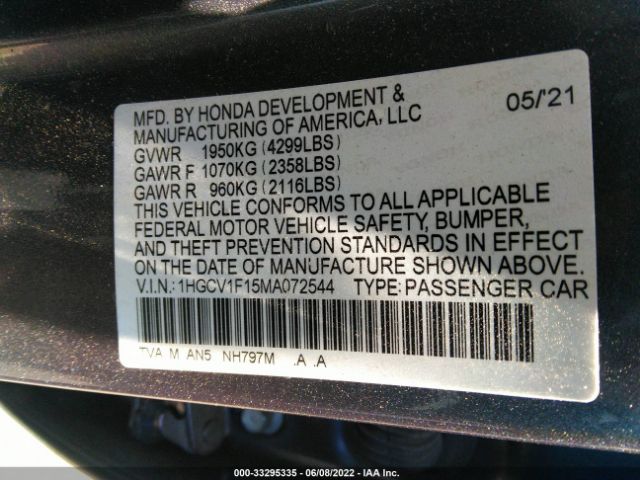 MFD. BY HONDA DEVELOPMENT & 05/'21
MANUFACTURING OF AMERICA, LLC
GVWR 1950KG (4299LBS)
GAWR F 1070KG (2358LBS)
GAWR R 960KG (2116LBS)
THIS VEHICLE CONFORMS TO ALL APPLICABLE
FEDERAL MOTOR VEHICLE SAFETY, BUMPER,
AND THEFT PREVENTION STANDARDS IN EFFECT
ON THE DATE OF MANUFACTURE SHOWN ABOVE.
V.I.N.: 1HGCV1F15MA072544 TYPE: PASSENGER CAR
TVA M AN5 NH797M .A .A
000-33295335 - 06/08/2022 - IAA Inc.